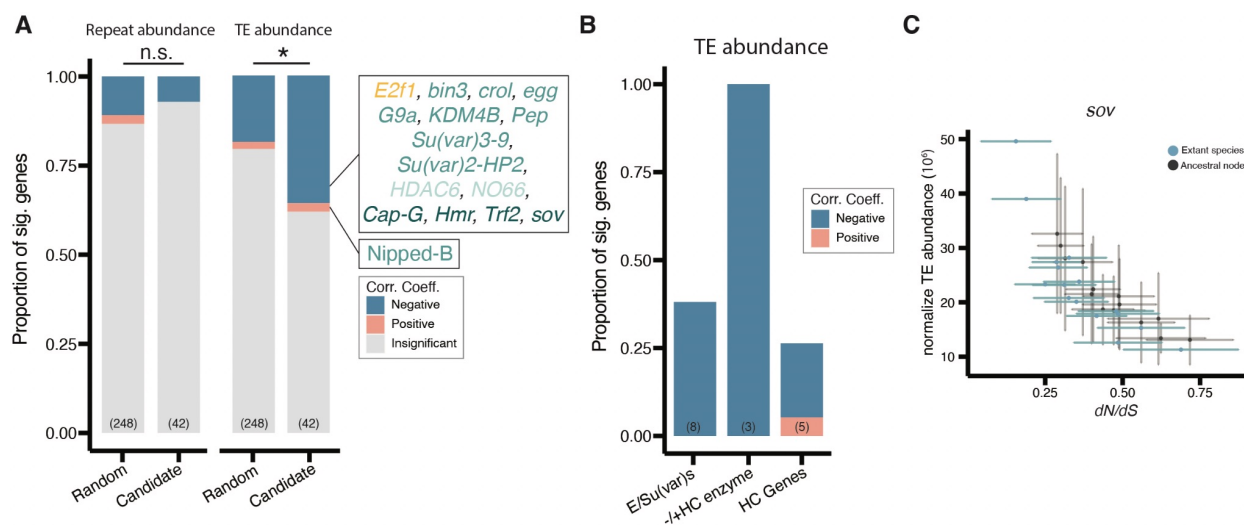 A
Repeat abundance
TE abundance
n.s.
*
Proportion of sig. genes
1.00
0.75
0.50
0.25
0.00
(248)
(42)
(248)
(42)
Random
Candidate
Random
Candidate
E2f1, bin3, crol, egg
G9a, KDM4B, Pep
Su(var)3-9,
Su(var)2-HP2,
HDAC6, NO66,
Cap-G, Hmr, Trf2, sov
Nipped-B
Corr. Coeff.
Negative
Positive
Insignificant
B
TE abundance
Proportion of sig. genes
1.00
0.75
0.50
0.25
0.00
(8)
(3)
(5)
E/Su(var)s
-/+HC enzyme
HC Genes
Corr. Coeff.
Negative
Positive
C
sov
normalize TE abundance (10⁶)
50
40
30
20
10
0.25
0.50
0.75
dN/dS
Extant species
Ancestral node